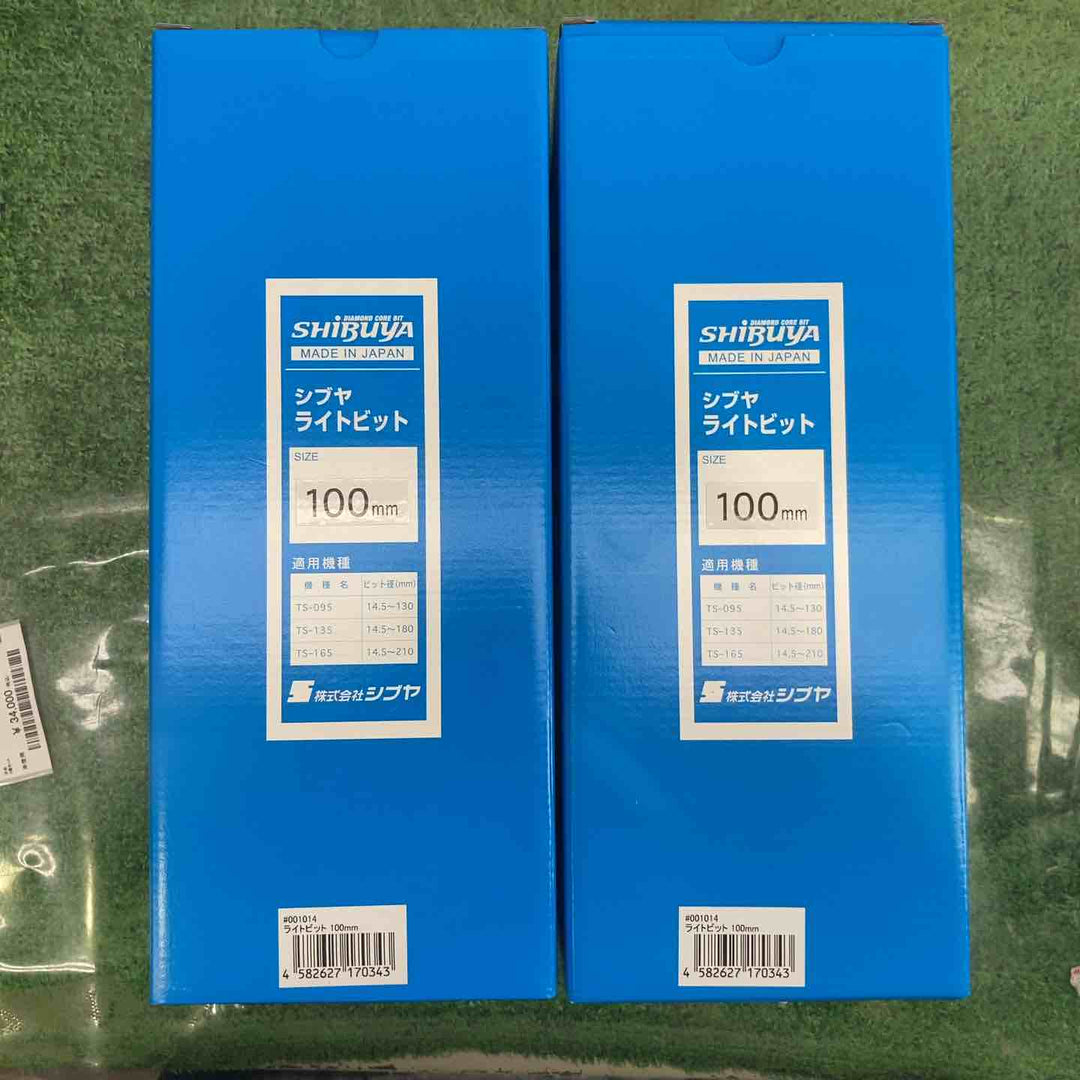 DIAMOND CORE BIT
SHIBUYA
MADE IN JAPAN
シブヤ
ライトビット
SIZE
100mm
適用機種
機種名 ビット径(mm)
TS-095 14.5~130
TS-135 14.5~180
TS-165 14.5~210
株式会社シブヤ
#001014
ライトビット 100mm
4 582627 170343
DIAMOND CORE BIT
SHIBUYA
MADE IN JAPAN
シブヤ
ライトビット
SIZE
100mm
適用機種
機種名 ビット径(mm)
TS-095 14.5~130
TS-135 14.5~180
TS-165 14.5~210
株式会社シブヤ
#001014
ライトビット 100mm
4 582627 170343
¥ 34,000